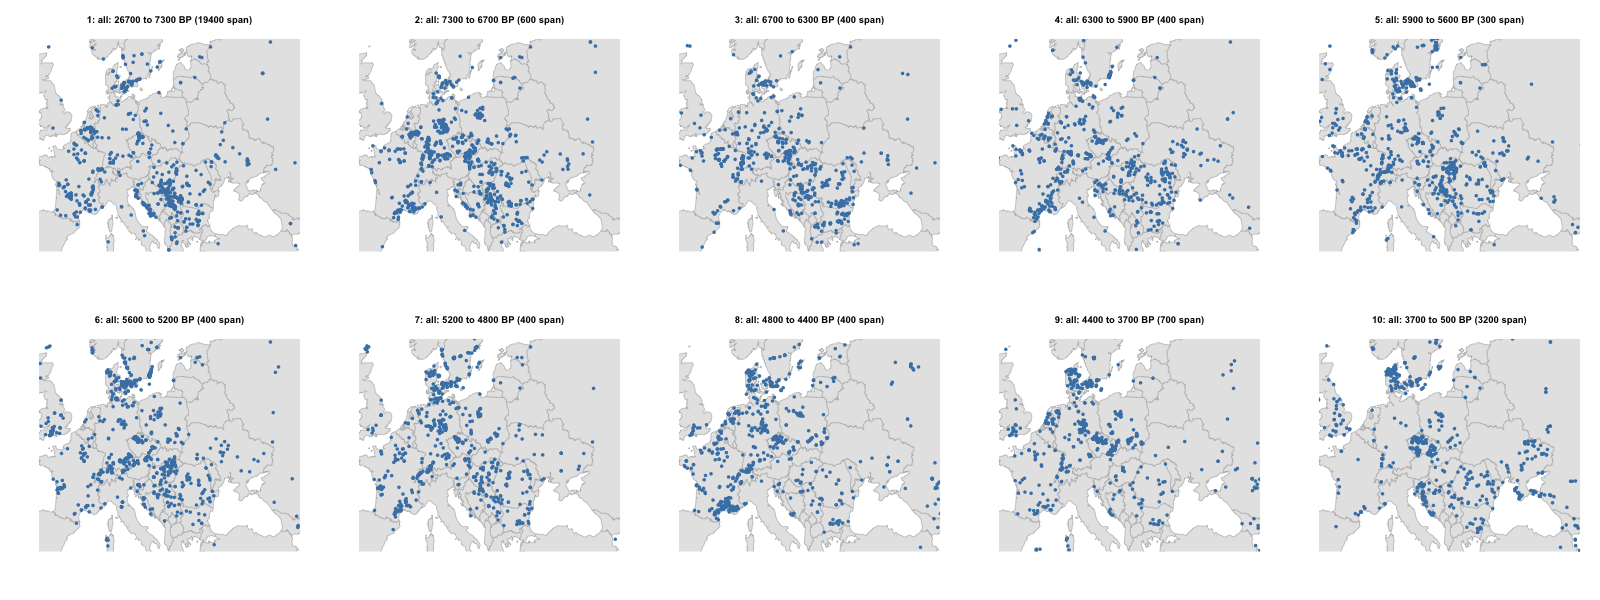 1: all: 26700 to 7300 BP (19400 span)
2: all: 7300 to 6700 BP (600 span)
3: all: 6700 to 6300 BP (400 span)
4: all: 6300 to 5900 BP (400 span)
5: all: 5900 to 5600 BP (300 span)
6: all: 5600 to 5200 BP (400 span)
7: all: 5200 to 4800 BP (400 span)
8: all: 4800 to 4400 BP (400 span)
9: all: 4400 to 3700 BP (700 span)
10: all: 3700 to 500 BP (3200 span)